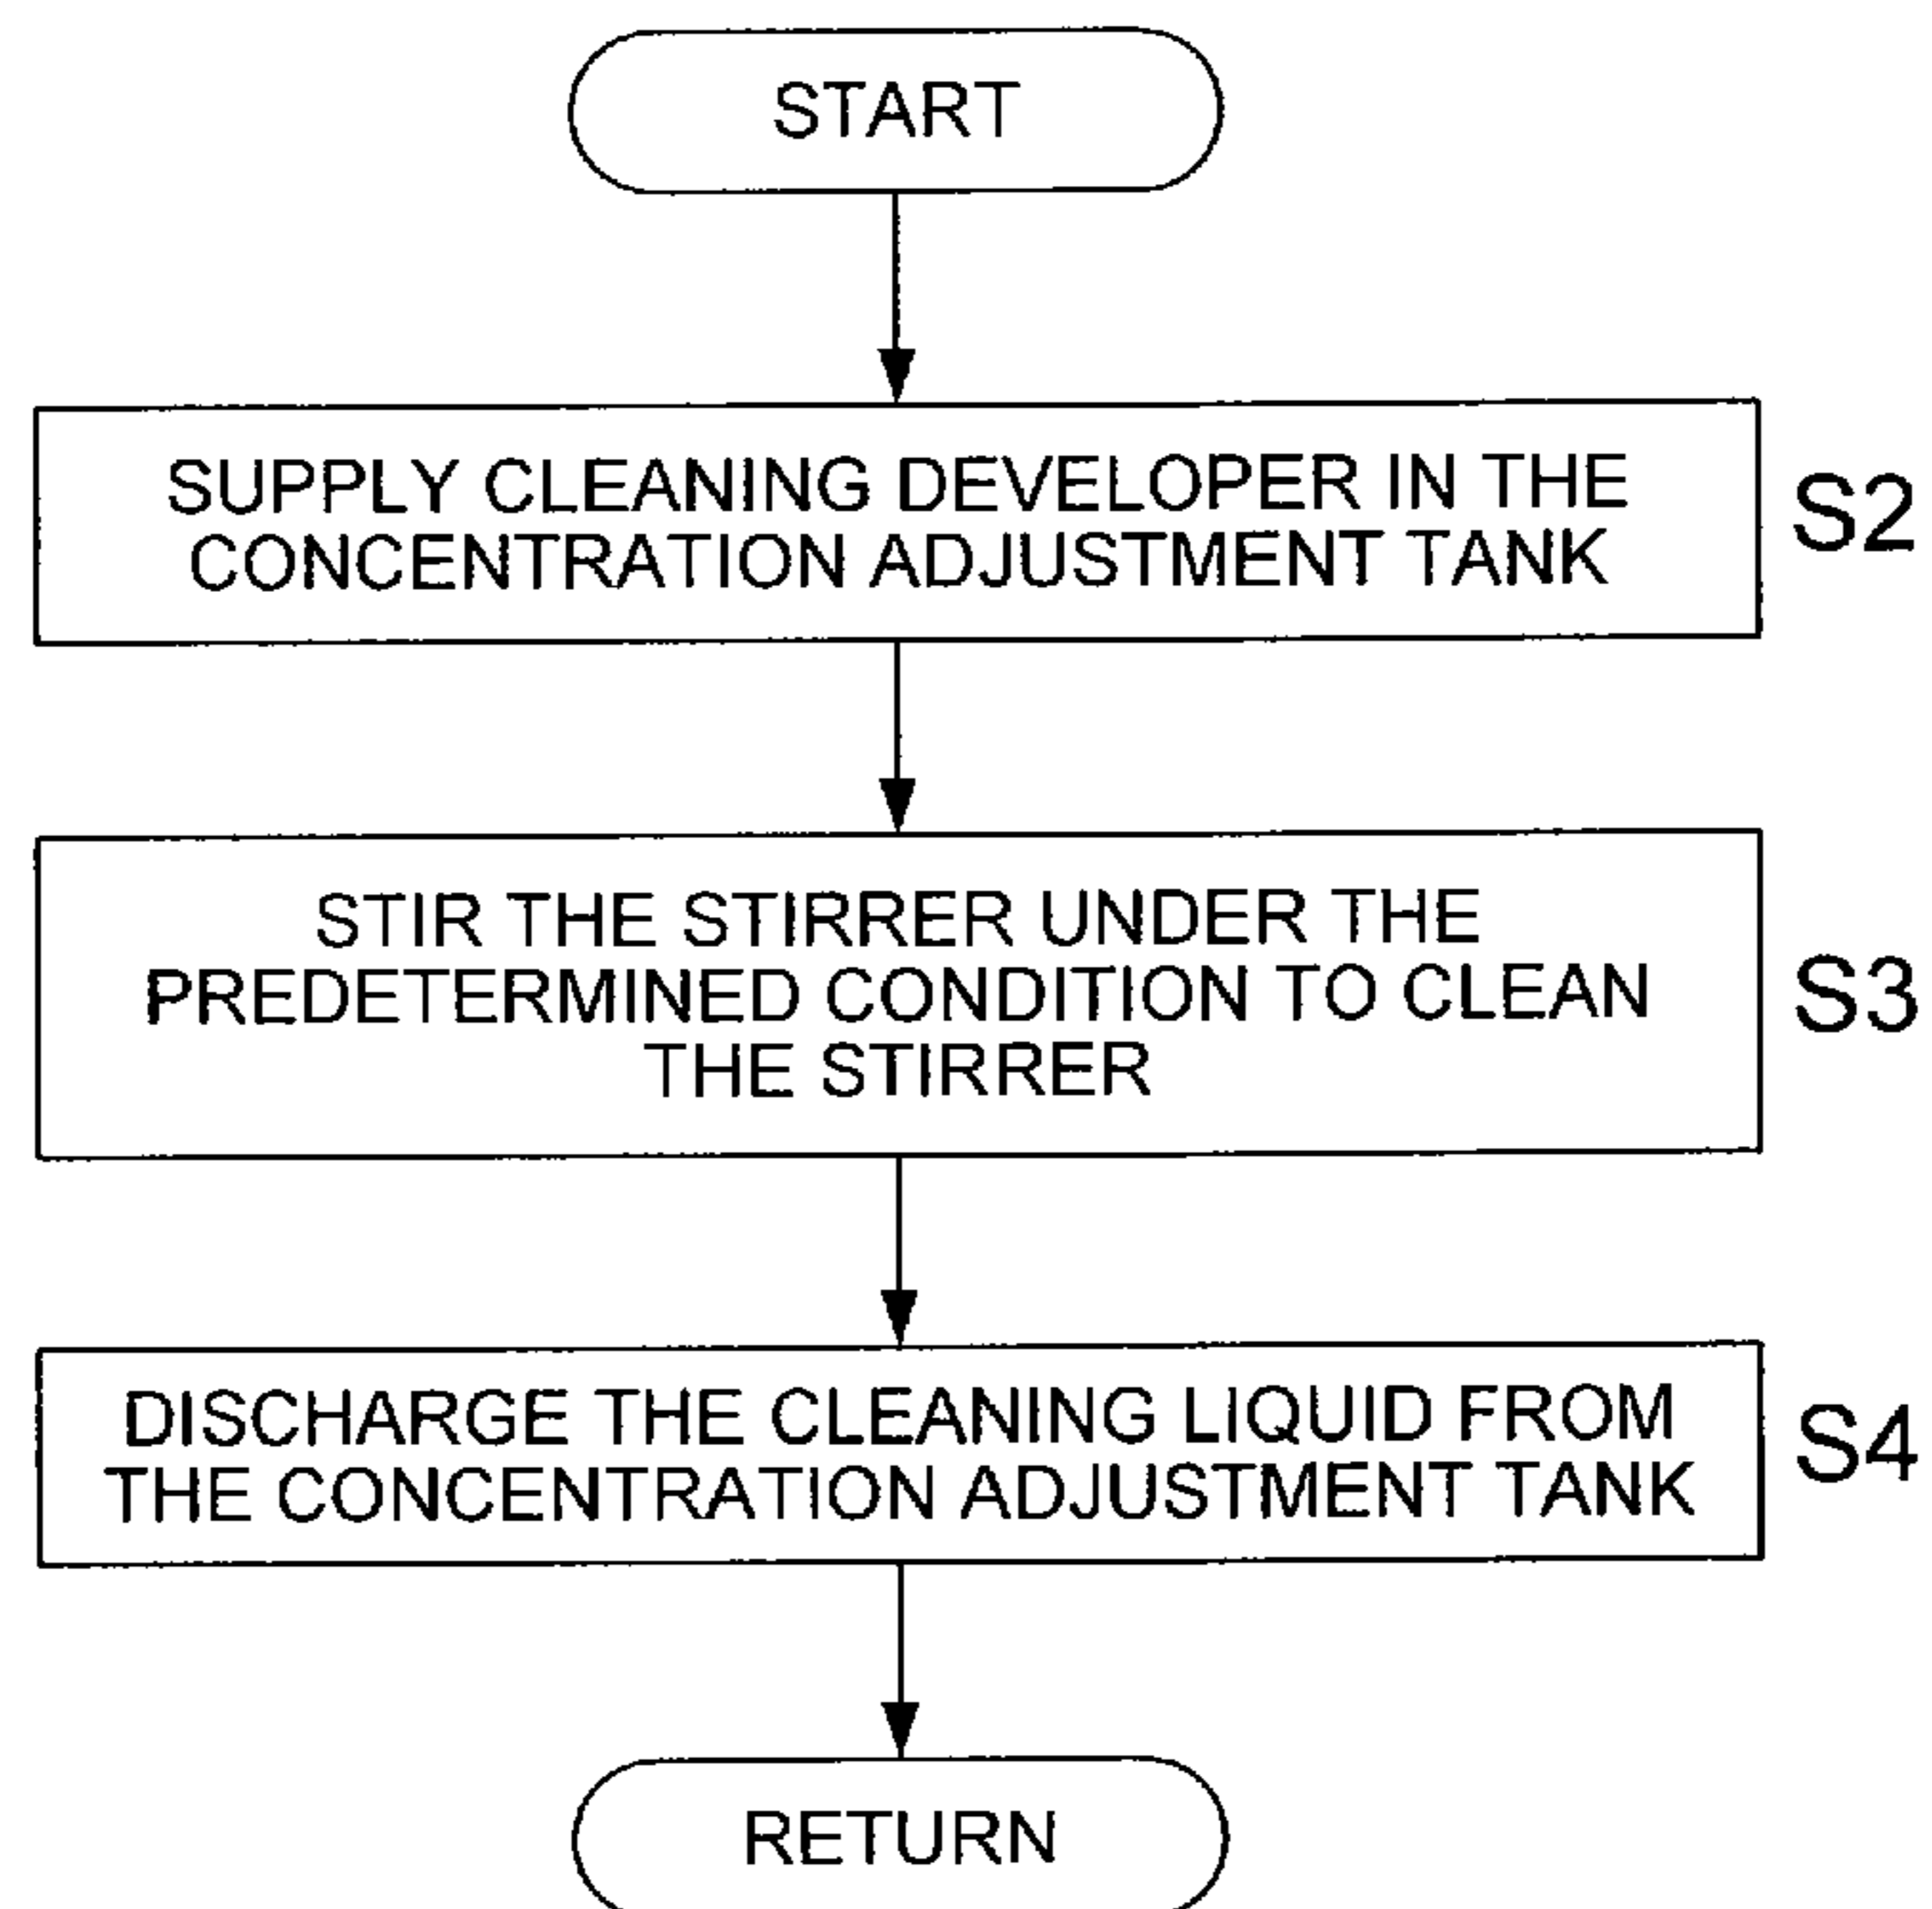 START
SUPPLY CLEANING DEVELOPER IN THE
CONCENTRATION ADJUSTMENT TANK
S2
STIR THE STIRRER UNDER THE
PREDETERMINED CONDITION TO CLEAN
THE STIRRER
S3
DISCHARGE THE CLEANING LIQUID FROM
THE CONCENTRATION ADJUSTMENT TANK
S4
RETURN